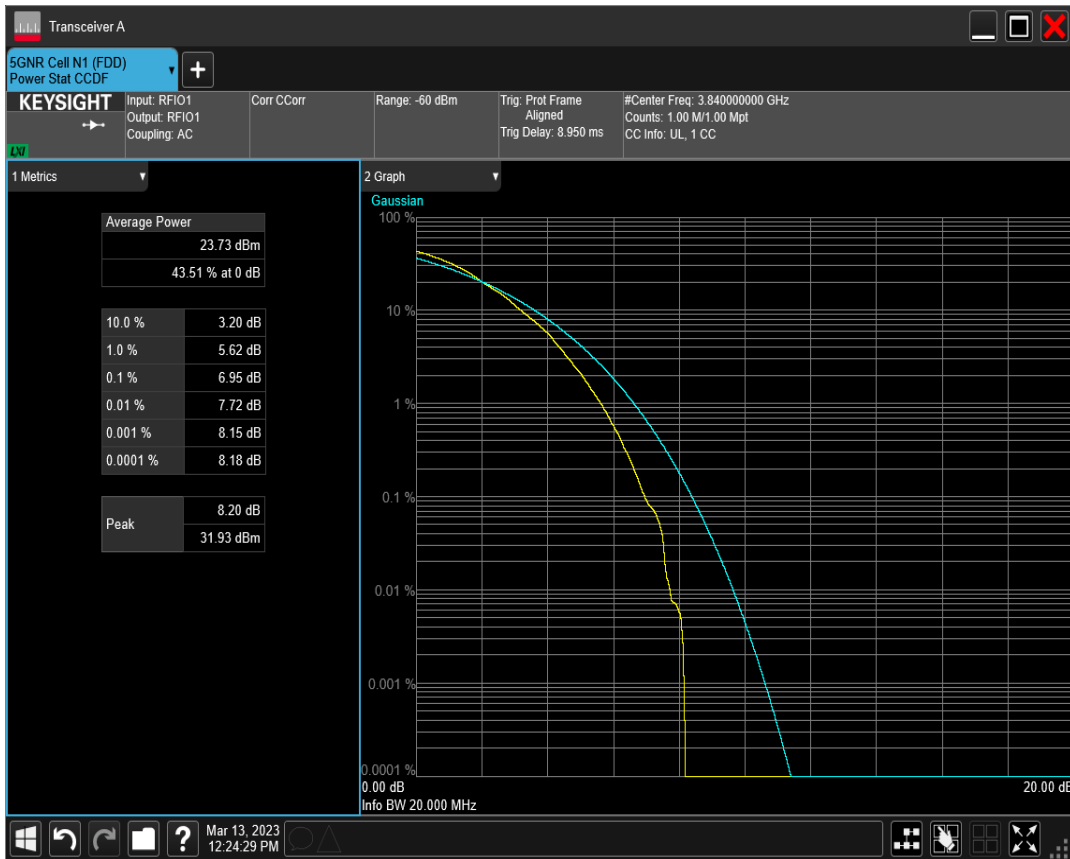 Transceiver A
5GNR Cell N1 (FDD)
Power Stat CCDF
KEYSIGHT
LXI
Input: RFIO1
Output: RFIO1
Coupling: AC
Corr CCorr
Range: -60 dBm
Trig: Prot Frame
Aligned
Trig Delay: 8.950 ms
#Center Freq: 3.840000000 GHz
Counts: 1.00 M/1.00 Mpt
CC Info: UL, 1 CC
1 Metrics
Average Power
23.73 dBm
43.51 % at 0 dB
10.0 % 3.20 dB
1.0 % 5.62 dB
0.1 % 6.95 dB
0.01 % 7.72 dB
0.001 % 8.15 dB
0.0001 % 8.18 dB
Peak 8.20 dB
31.93 dBm
2 Graph
Gaussian
100 %
10 %
1 %
0.1 %
0.01 %
0.001 %
0.0001 %
0.00 dB 20.00 dB
Info BW 20.000 MHz
? Mar 13, 2023
12:24:29 PM